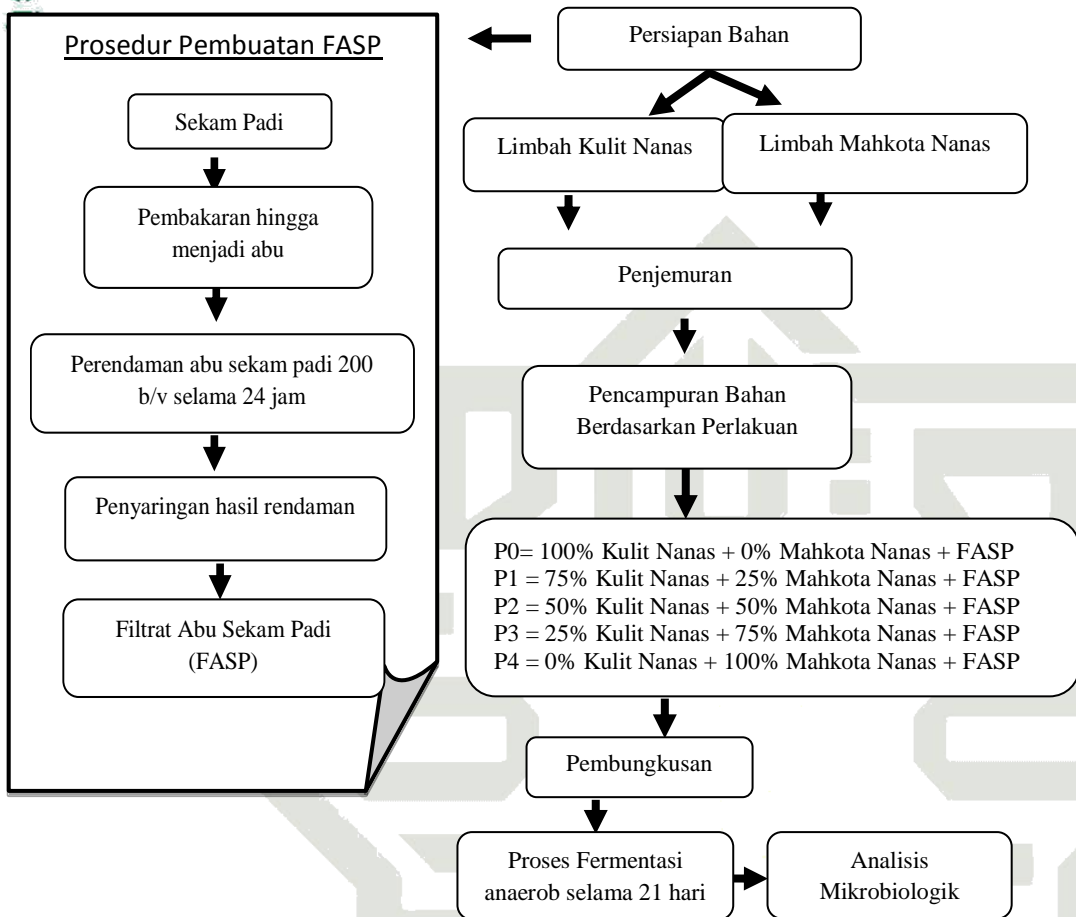 Prosedur Pembuatan FASP
Sekam Padi
Pembakaran hingga
menjadi abu
Perendaman abu sekam padi 200
b/v selama 24 jam
Penyaringan hasil rendaman
Filtrat Abu Sekam Padi
(FASP)
Persiapan Bahan
Limbah Kulit Nanas
Limbah Mahkota Nanas
Penjemuran
Pencampuran Bahan
Berdasarkan Perlakuan
P0= 100% Kulit Nanas + 0% Mahkota Nanas + FASP
P1 = 75% Kulit Nanas + 25% Mahkota Nanas + FASP
P2 = 50% Kulit Nanas + 50% Mahkota Nanas + FASP
P3 = 25% Kulit Nanas + 75% Mahkota Nanas + FASP
P4 = 0% Kulit Nanas + 100% Mahkota Nanas + FASP
Pembungkusan
Proses Fermentasi
anaerob selama 21 hari
Analisis
Mikrobiologik